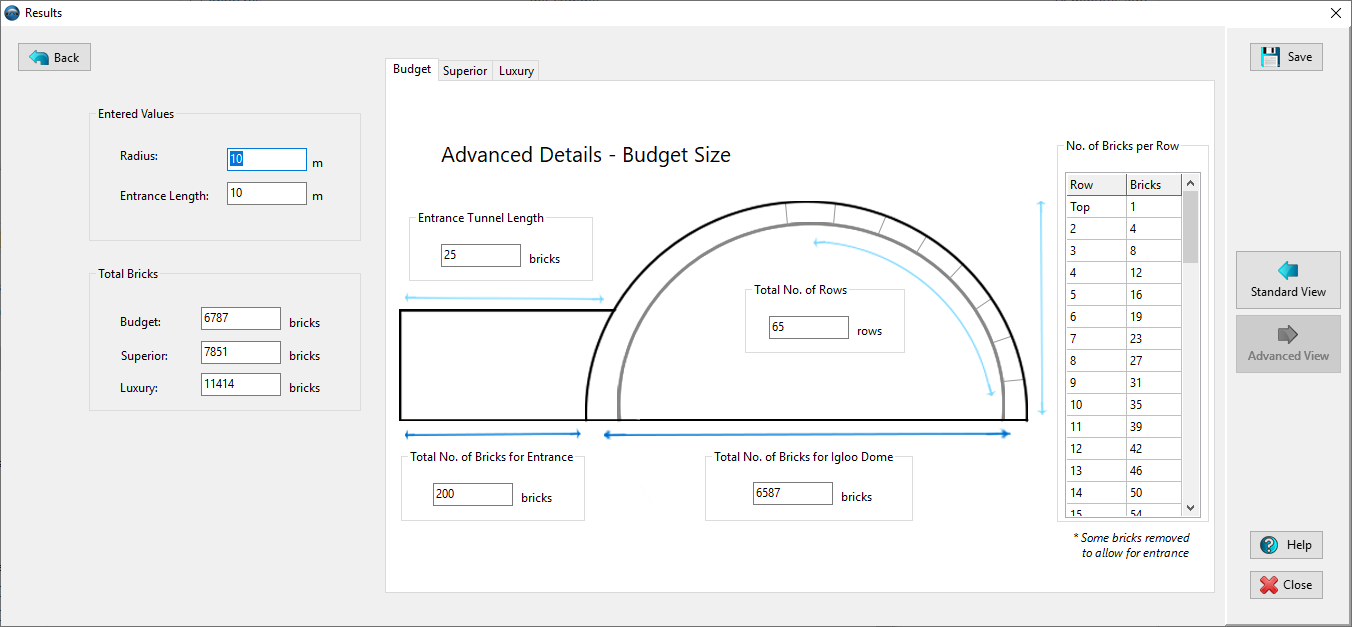 Results
Back
Save
Budget Superior Luxury
Entered Values
Radius: 10 m
Entrance Length: 10 m
Total Bricks
Budget: 6787 bricks
Superior: 7851 bricks
Luxury: 11414 bricks
Advanced Details - Budget Size
Entrance Tunnel Length
25 bricks
Total No. of Rows
65 rows
Total No. of Bricks for Entrance
200 bricks
Total No. of Bricks for Igloo Dome
6587 bricks
No. of Bricks per Row
Row Bricks
Top 1
2 4
3 8
4 12
5 16
6 19
7 23
8 27
9 31
10 35
11 39
12 42
13 46
14 50
15 54
* Some bricks removed
to allow for entrance
Standard View
Advanced View
Help
Close